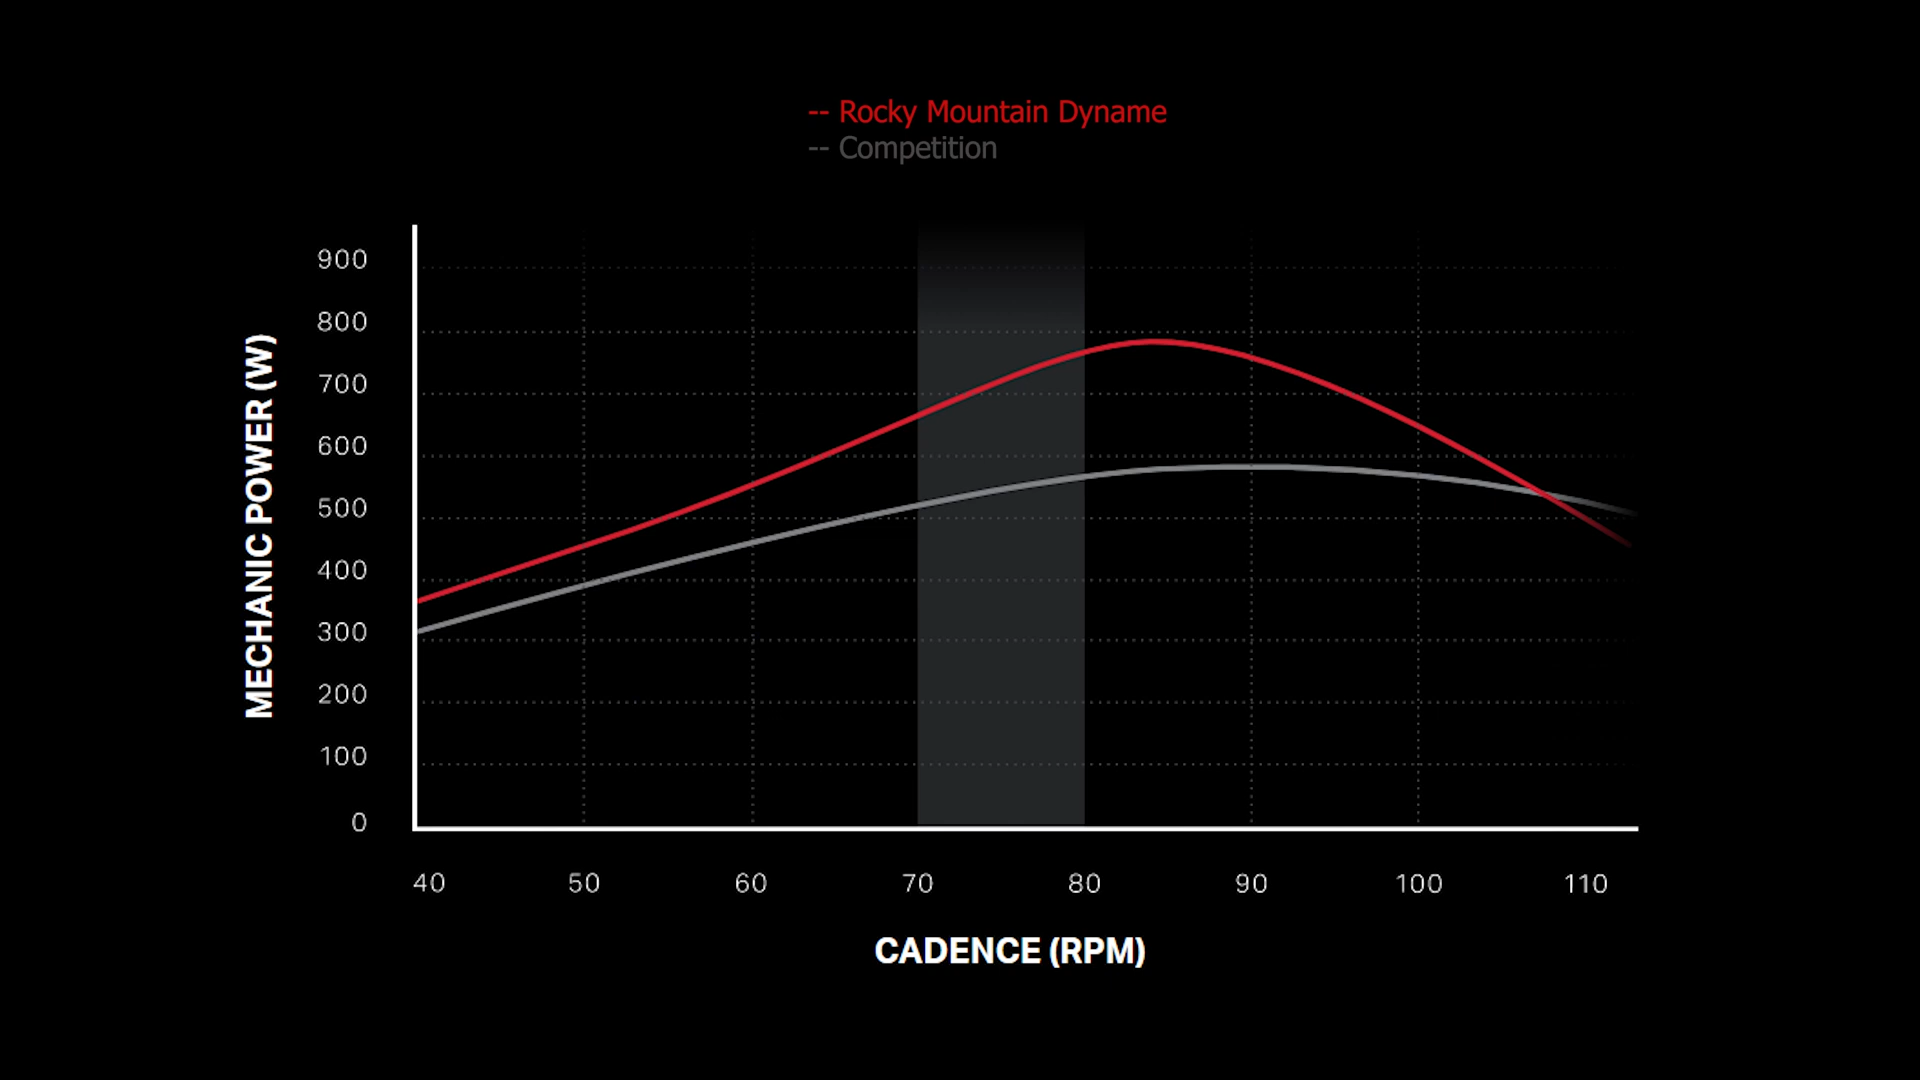 -- Rocky Mountain Dyname
-- Competition
900
800
700
600
500
400
300
200
100
0
MECHANIC POWER (W)
40 50 60 70 80 90 100 110
CADENCE (RPM)